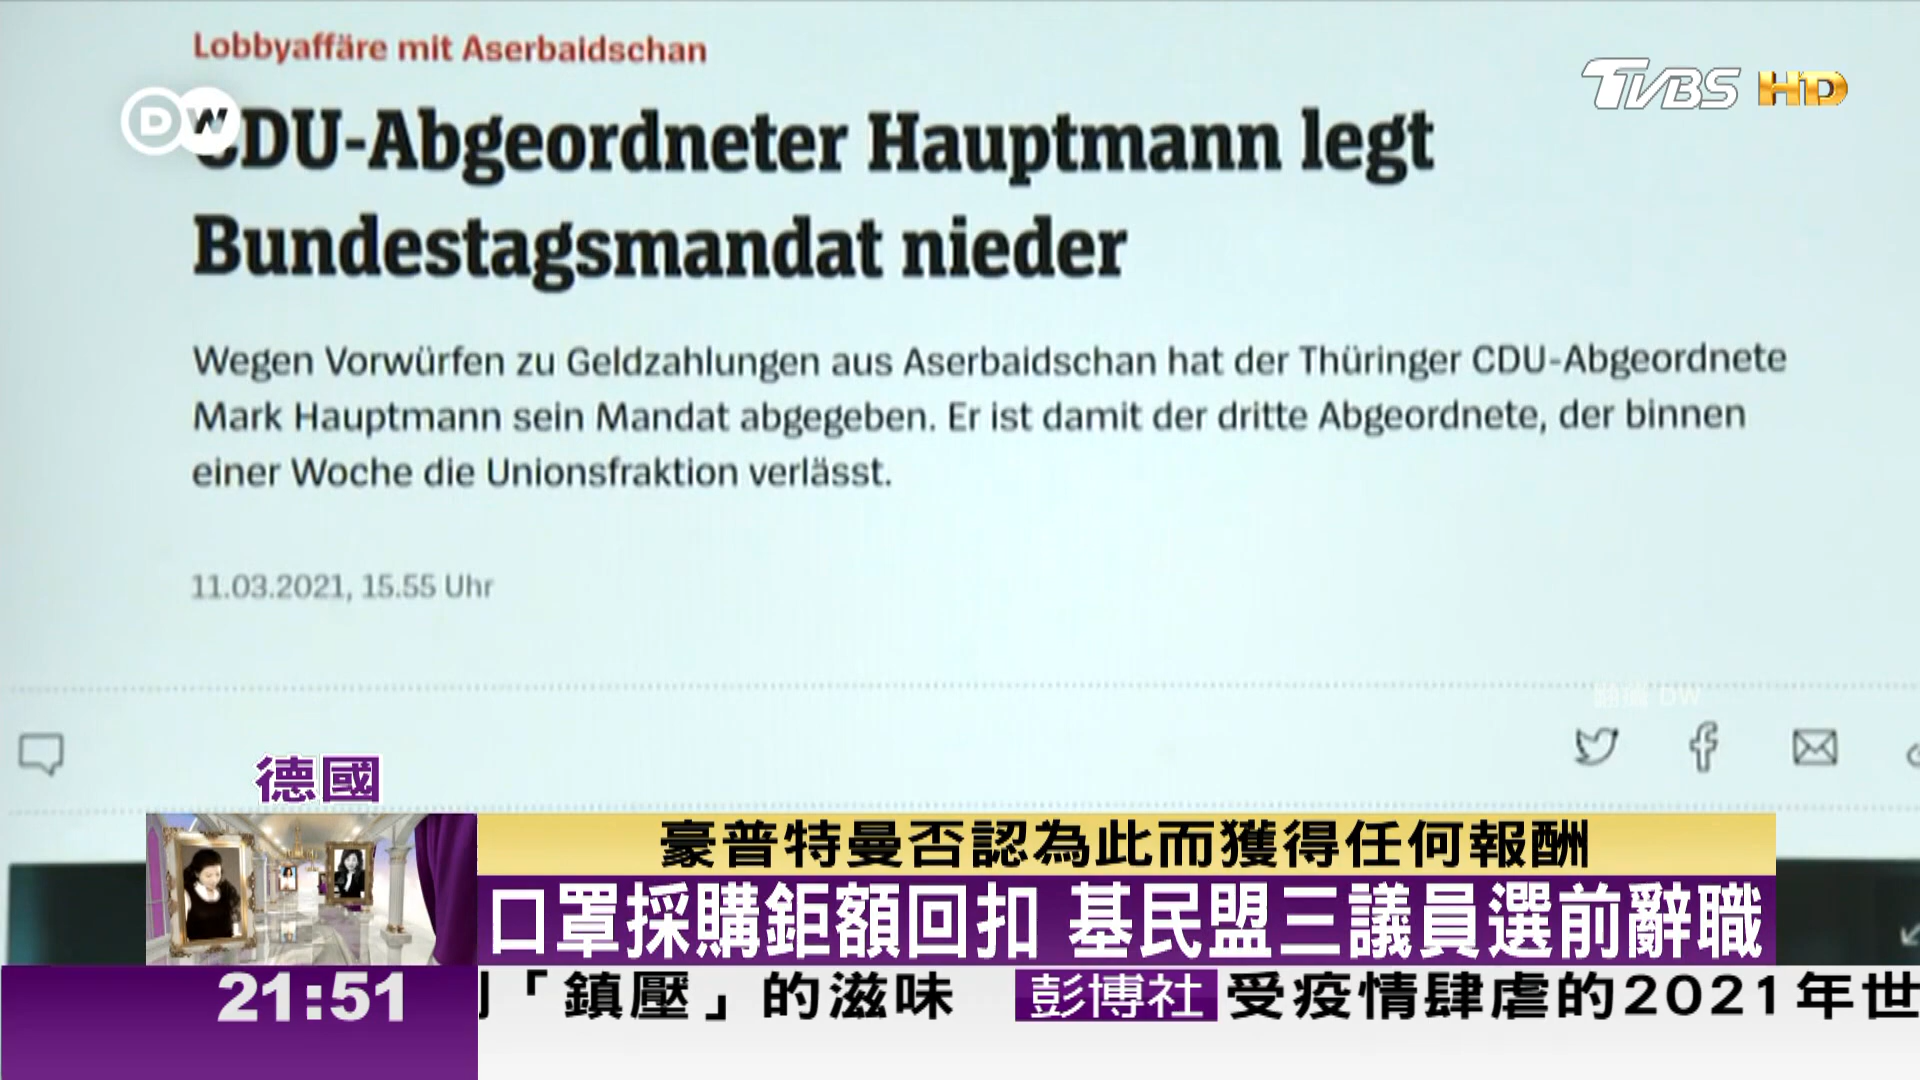 Lobbyaffäre mit Aserbaidschan
DW
TVBS HD
CDU-Abgeordneter Hauptmann legt
Bundestagsmandat nieder
Wegen Vorwürfen zu Geldzahlungen aus Aserbaidschan hat der Thüringer CDU-Abgeordnete
Mark Hauptmann sein Mandat abgegeben. Er ist damit der dritte Abgeordnete, der binnen
einer Woche die Unionsfraktion verlässt.
11.03.2021, 15.55 Uhr
翻攝 DW
德國
豪普特曼否認為此而獲得任何報酬
口罩採購鉅額回扣 基民盟三議員選前辭職
21:51
「鎮壓」的滋味 彭博社 受疫情肆虐的2021年世